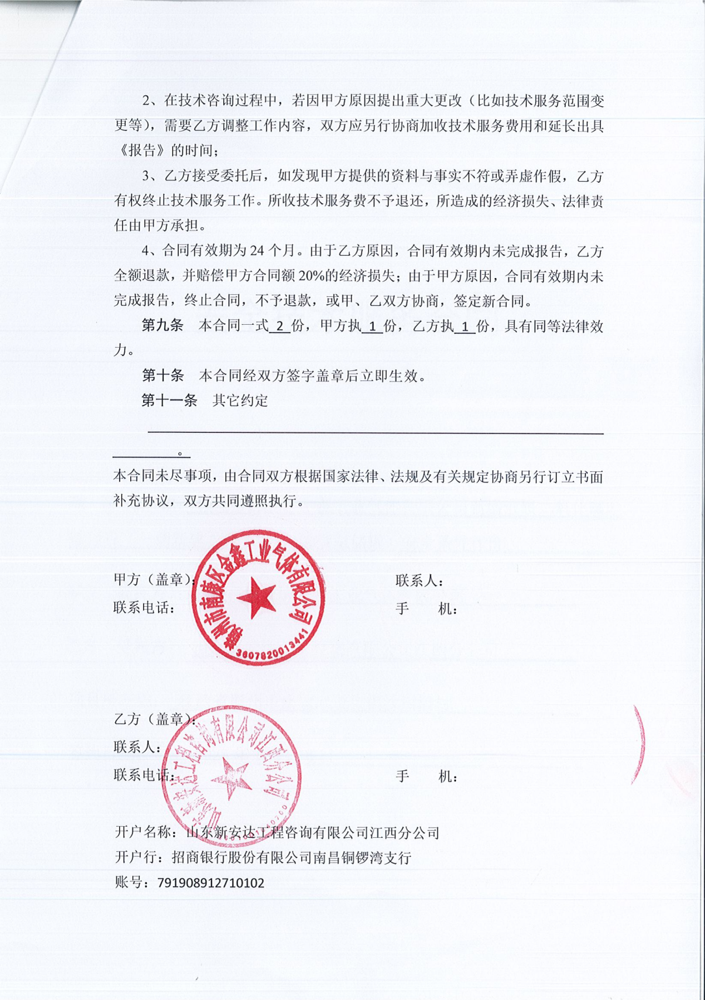 2、在技术咨询过程中，若因甲方原因提出重大更改（比如技术服务范围变
更等），需要乙方调整工作内容，双方应另行协商加收技术服务费用和延长出具
《报告》的时间；
3、乙方接受委托后，如发现甲方提供的资料与事实不符或弄虚作假，乙方
有权终止技术服务工作。所收技术服务费不予退还，所造成的经济损失、法律责
任由甲方承担。
4、合同有效期为 24 个月。由于乙方原因，合同有效期内未完成报告，乙方
全额退款，并赔偿甲方合同额 20%的经济损失；由于甲方原因，合同有效期内未
完成报告，终止合同，不予退款，或甲、乙双方协商，签定新合同。
第九条 本合同一式 2 份，甲方执 1 份，乙方执 1 份，具有同等法律效
力。
第十条 本合同经双方签字盖章后立即生效。
第十一条 其它约定
。
本合同未尽事项，由合同双方根据国家法律、法规及有关规定协商另行订立书面
补充协议，双方共同遵照执行。
赣州市南康区金鑫工业气体有限公司
3607820013441
甲方（盖章）： 联系人：
联系电话： 手 机：
乙方（盖章）：
山东新安达工程咨询有限公司江西分公司
联系人：
联系电话： 手 机：
开户名称：山东新安达工程咨询有限公司江西分公司
开户行：招商银行股份有限公司南昌铜锣湾支行
账号：791908912710102